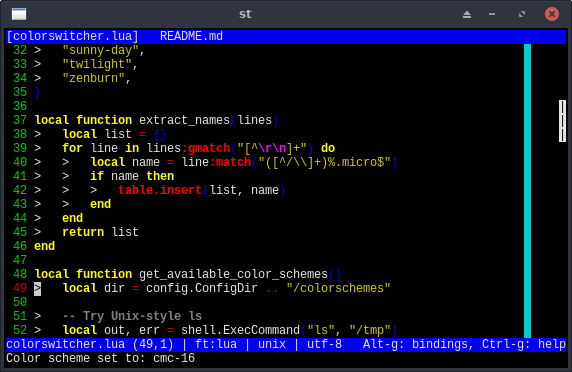 st
[colorswitcher.lua]   README.md
32 >   "sunny-day",
33 >   "twilight",
34 >   "zenburn",
35 }
36
37 local function extract_names(lines)
38 >   local list = {}
39 >   for line in lines:gmatch("[^\r\n]+") do
40 >   >   local name = line:match("([^/\\]+)%.micro$")
41 >   >   if name then
42 >   >   >   table.insert(list, name)
43 >   >   end
44 >   end
45 >   return list
46 end
47
48 local function get_available_color_schemes()
49 >   local dir = config.ConfigDir .. "/colorschemes"
50
51 >   -- Try Unix-style ls
52 >   local out, err = shell.ExecCommand("ls", "/tmp")
colorswitcher.lua (49,1) | ft:lua | unix | utf-8   Alt-g: bindings, Ctrl-g: help
Color scheme set to: cmc-16